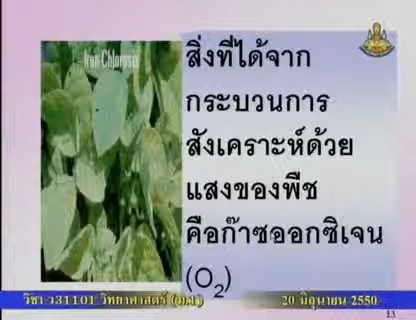 Iron Chlorosis
สิ่งที่ได้จาก
กระบวนการ
สังเคราะห์ด้วย
แสงของพืช
คือก๊าซออกซิเจน
(O₂)
วิชา ว31101 วิทยาศาสตร์ (ม.1) 20 มิถุนายน 2550
13